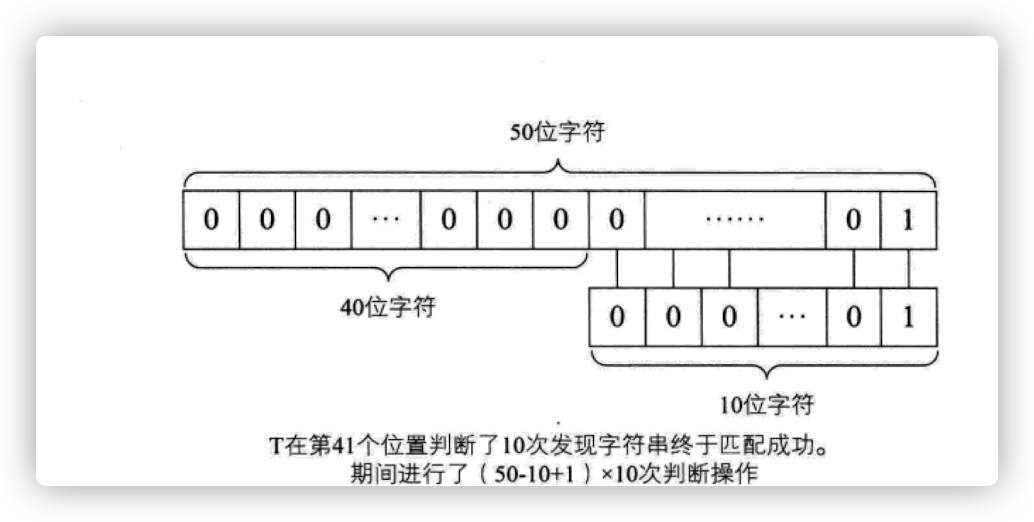 50位字符
0 0 0 … 0 0 0 0 …… 0 1
40位字符
0 0 0 … 0 1
10位字符
T在第41个位置判断了10次发现字符串终于匹配成功。
期间进行了（50-10+1）×10次判断操作